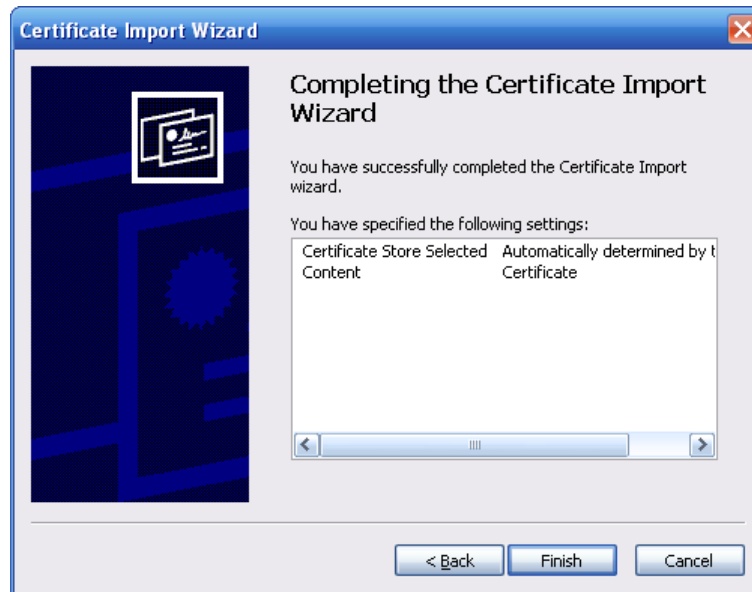 Certificate Import Wizard
Completing the Certificate Import
Wizard
You have successfully completed the Certificate Import
wizard.
You have specified the following settings:
Certificate Store Selected Automatically determined by t
Content Certificate
< Back Finish Cancel